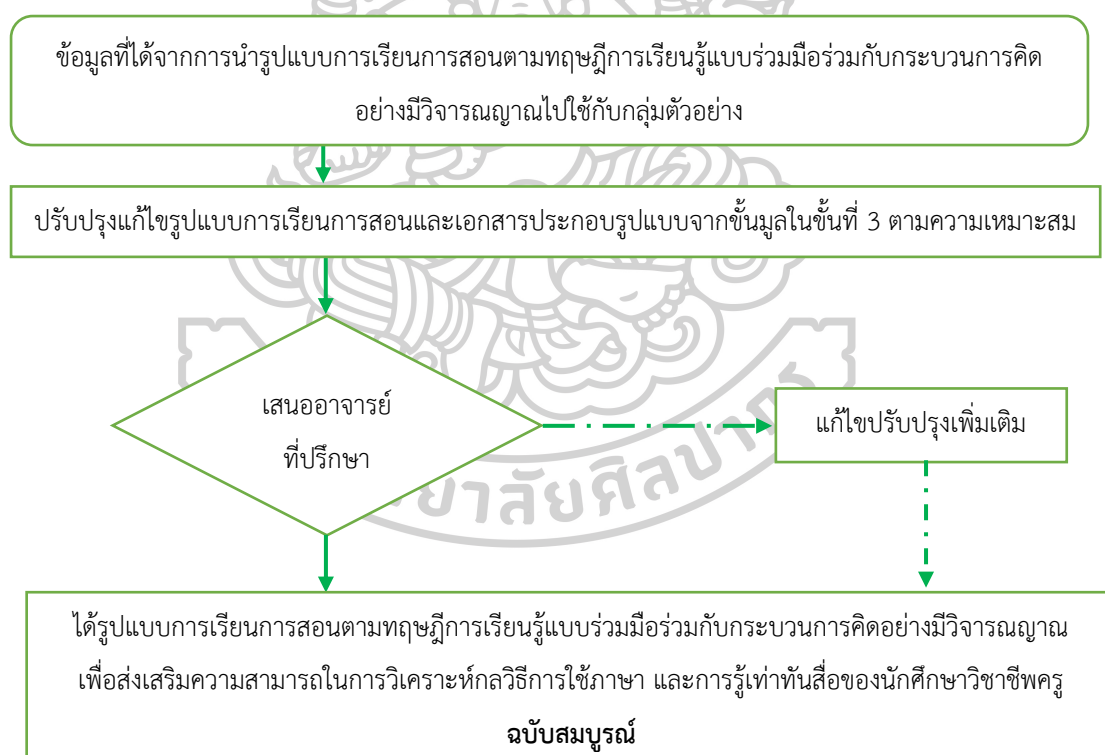 ข้อมูลที่ได้จากการนำรูปแบบการเรียนการสอนตามทฤษฎีการเรียนรู้แบบร่วมมือร่วมกับกระบวนการคิด
อย่างมีวิจารณญาณไปใช้กับกลุ่มตัวอย่าง
ปรับปรุงแก้ไขรูปแบบการเรียนการสอนและเอกสารประกอบรูปแบบจากขั้นมูลในขั้นที่ 3 ตามความเหมาะสม
เสนออาจารย์
ที่ปรึกษา
แก้ไขปรับปรุงเพิ่มเติม
ยาลัยศิลปากร
ได้รูปแบบการเรียนการสอนตามทฤษฎีการเรียนรู้แบบร่วมมือร่วมกับกระบวนการคิดอย่างมีวิจารณญาณ
เพื่อส่งเสริมความสามารถในการวิเคราะห์กลวิธีการใช้ภาษา และการรู้เท่าทันสื่อของนักศึกษาวิชาชีพครู
ฉบับสมบูรณ์